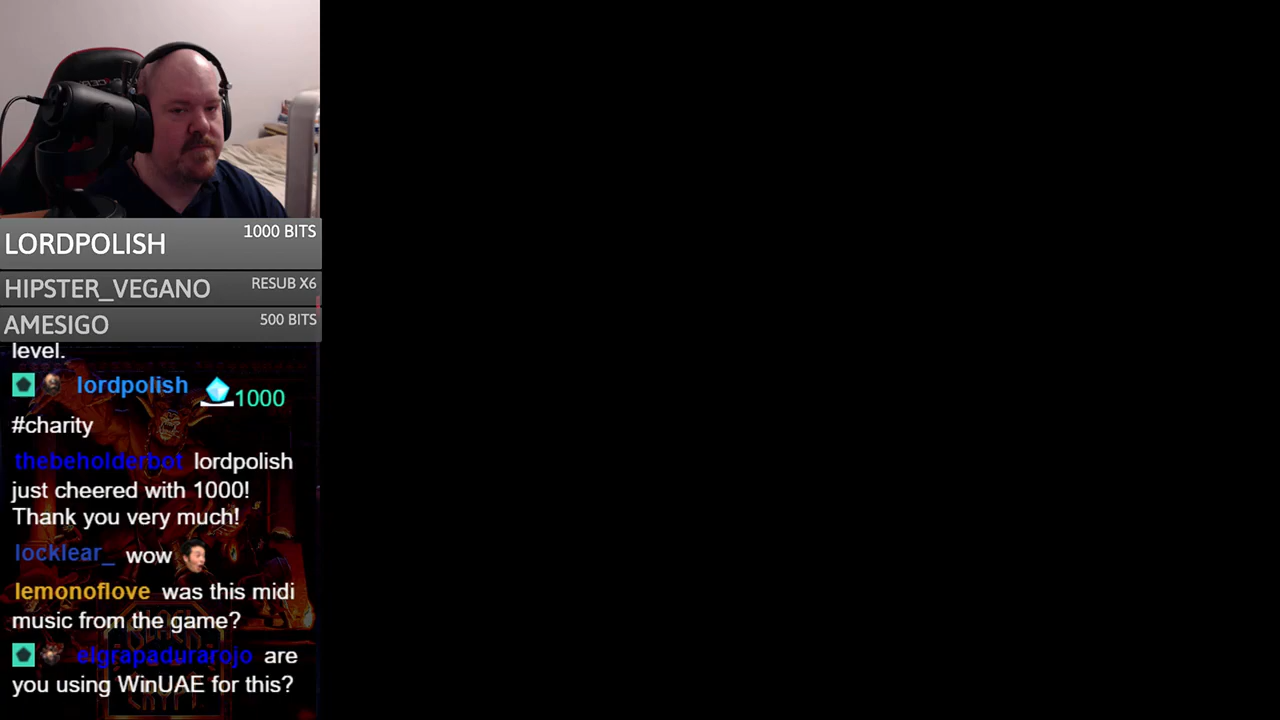 LORDPOLISH 1000 BITS
HIPSTER_VEGANO RESUB X6
AMESIGO 500 BITS
level.
lordpolish 1000
#charity
thebeholderbot lordpolish
just cheered with 1000!
Thank you very much!
locklear_ wow
lemonoflove was this midi
music from the game?
elgrapadurarojo are
you using WinUAE for this?
BLACK
CRYPT